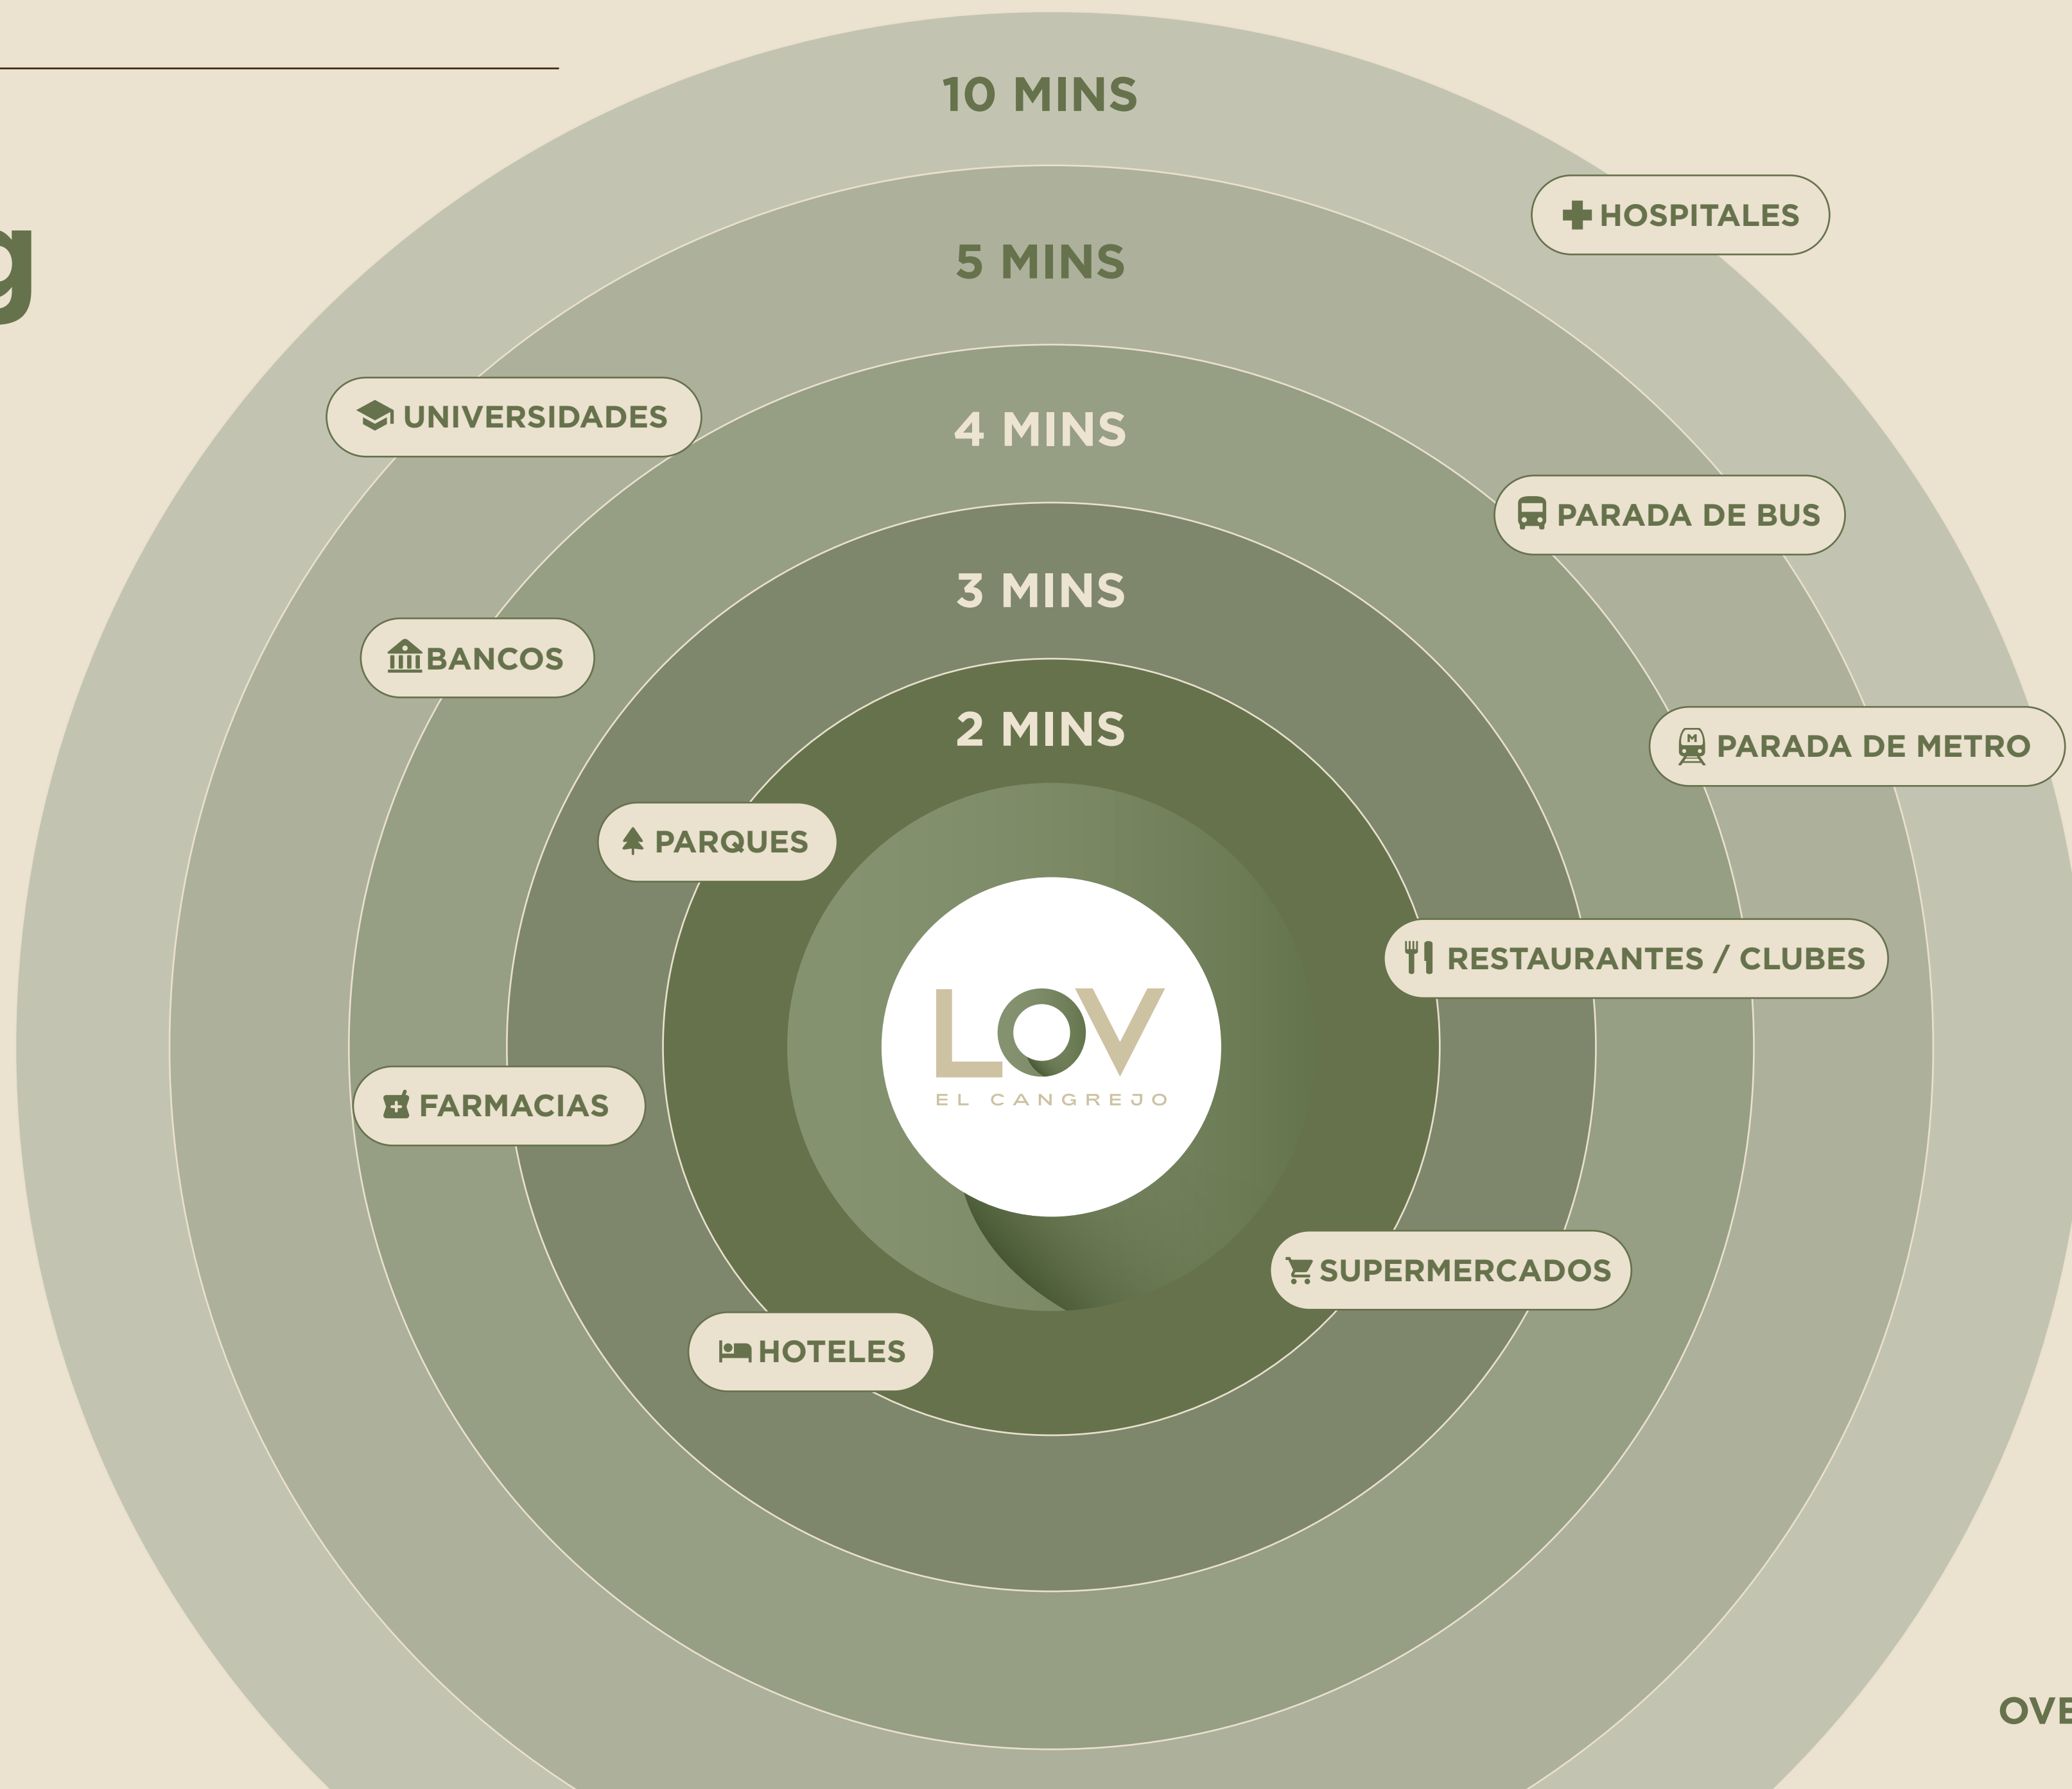 10 MINS
HOSPITALES
g
5 MINS
UNIVERSIDADES
4 MINS
PARADA DE BUS
3 MINS
BANCOS
2 MINS
M
PARADA DE METRO
PARQUES
RESTAURANTES / CLUBES
LOV
EL CANGREJO
FARMACIAS
SUPERMERCADOS
HOTELES
OVE